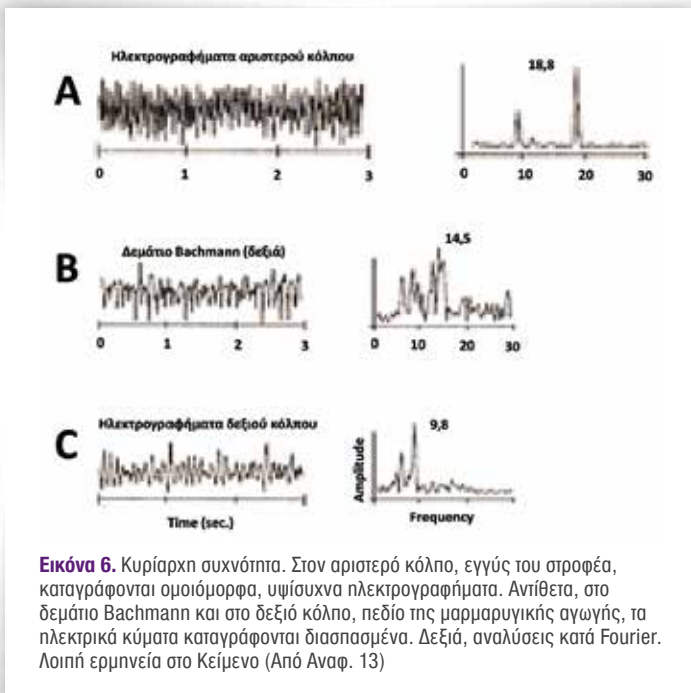 Ηλεκτρογραφήματα αριστερού κόλπου
18,8
A
0 1 2 3
0 10 20 30
Δεμάτιο Bachmann (δεξιά)
14,5
B
0 1 2 3
0 10 20 30
Ηλεκτρογραφήματα δεξιού κόλπου
9,8
C
Amplitude
Time (sec.)
Frequency
Εικόνα 6. Κυρίαρχη συχνότητα. Στον αριστερό κόλπο, εγγύς του στροφέα,
καταγράφονται ομοιόμορφα, υψίσυχνα ηλεκτρογραφήματα. Αντίθετα, στο
δεμάτιο Bachmann και στο δεξιό κόλπο, πεδίο της μαρμαρυγικής αγωγής, τα
ηλεκτρικά κύματα καταγράφονται διασπασμένα. Δεξιά, αναλύσεις κατά Fourier.
Λοιπή ερμηνεία στο Κείμενο (Από Αναφ. 13)